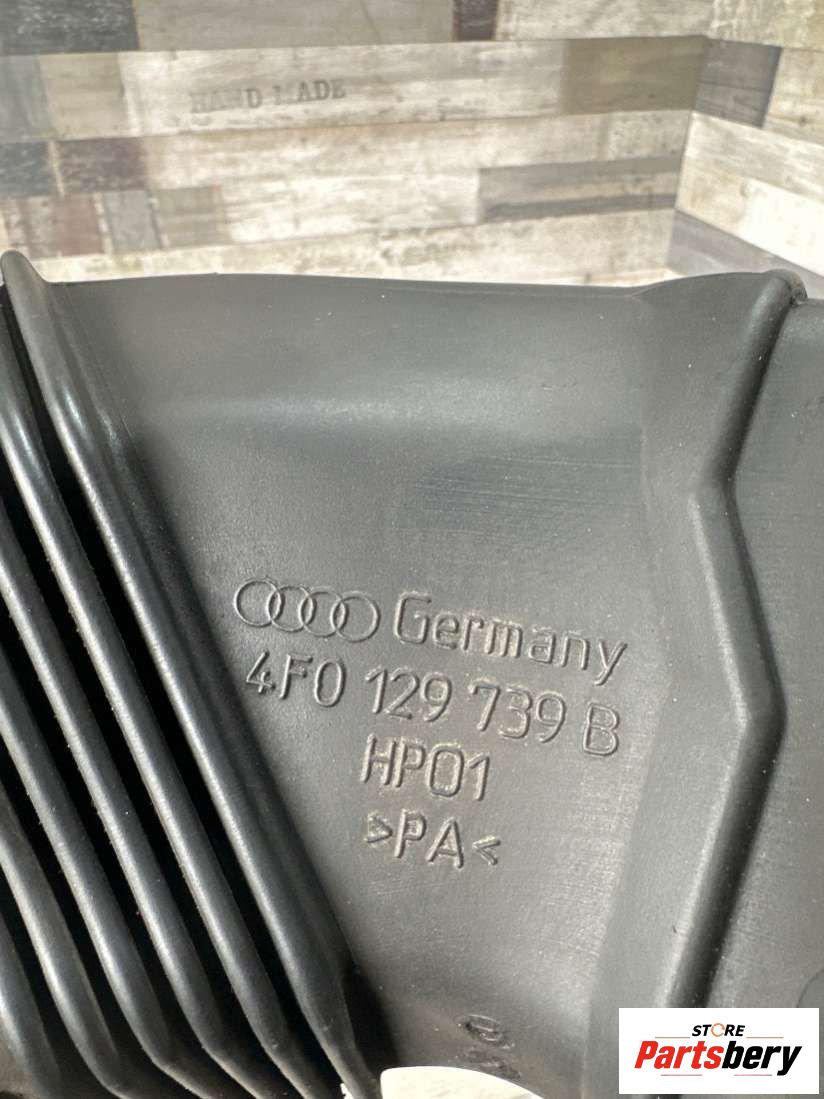 HAND MADE
Germany
4F0 129 739 B
HP01
>PA<
STORE
Partsbery